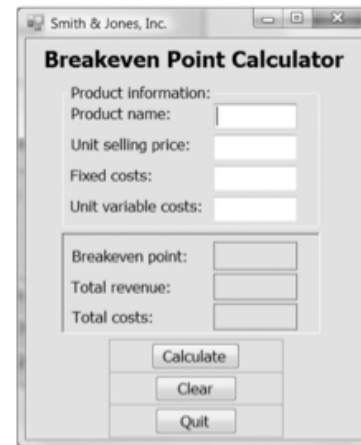 Smith & Jones, Inc.
Breakeven Point Calculator
Product information:
Product name:
Unit selling price:
Fixed costs:
Unit variable costs:
Breakeven point:
Total revenue:
Total costs:
Calculate
Clear
Quit